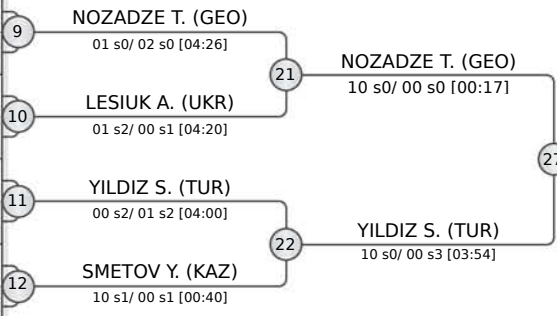 9
NOZADZE T. (GEO)
01 s0/ 02 s0 [04:26]
21
NOZADZE T. (GEO)
10 s0/ 00 s0 [00:17]
10
LESIUK A. (UKR)
01 s2/ 00 s1 [04:20]
27
11
YILDIZ S. (TUR)
00 s2/ 01 s2 [04:00]
22
YILDIZ S. (TUR)
10 s0/ 00 s3 [03:54]
12
SMETOV Y. (KAZ)
10 s1/ 00 s1 [00:40]